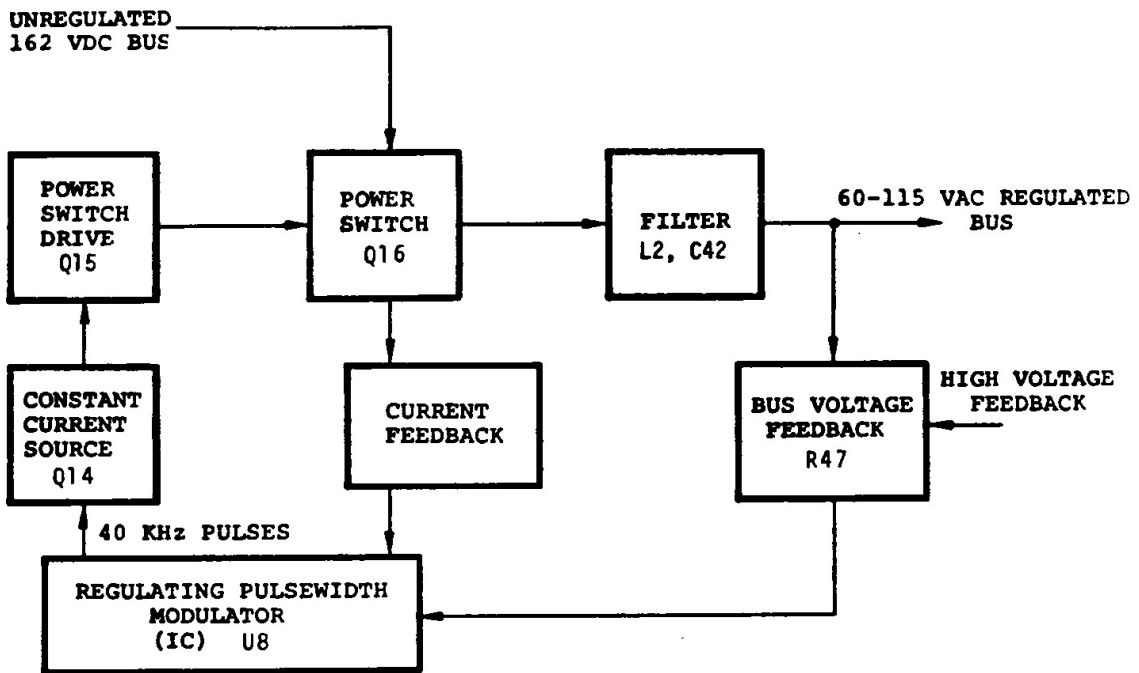 UNREGULATED
162 VDC BUS
POWER
SWITCH
DRIVE
Q15
POWER
SWITCH
Q16
FILTER
L2, C42
60-115 VAC REGULATED
BUS
CONSTANT
CURRENT
SOURCE
Q14
CURRENT
FEEDBACK
BUS VOLTAGE
FEEDBACK
R47
HIGH VOLTAGE
FEEDBACK
40 KHz PULSES
REGULATING PULSEWIDTH
MODULATOR
(IC) U8